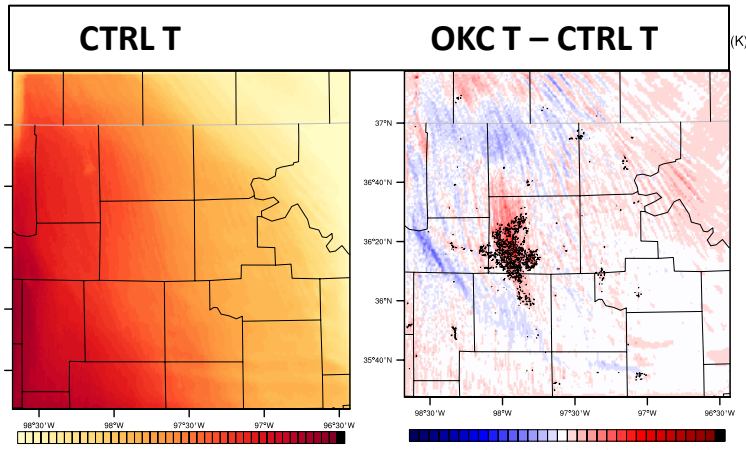 CTRL T
OKC T – CTRL T
(K)
37°N
36°40'N
36°20'N
36°N
35°40'N
98°30'W 98°W 97°30'W 97°W 96°30'W
98°30'W 98°W 97°30'W 97°W 96°30'W